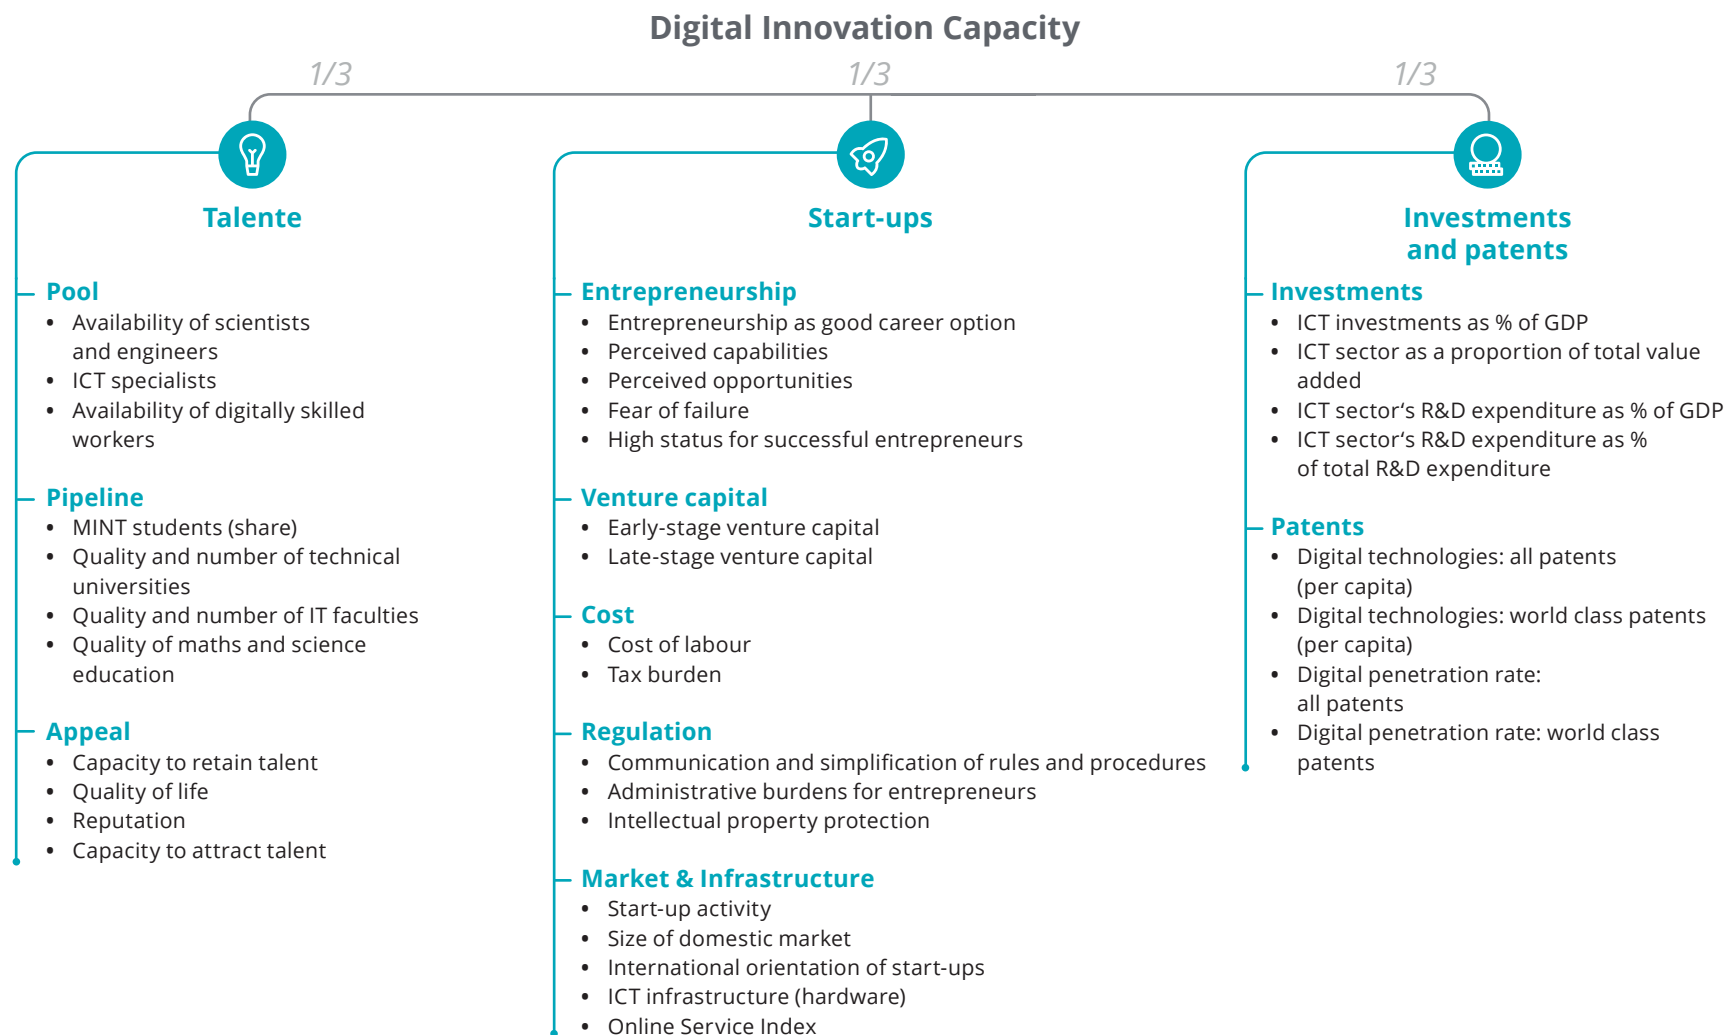 Digital Innovation Capacity
1/3
1/3
1/3
Talente
Pool
• Availability of scientists
and engineers
• ICT specialists
• Availability of digitally skilled
workers
Pipeline
• MINT students (share)
• Quality and number of technical
universities
• Quality and number of IT faculties
• Quality of maths and science
education
Appeal
• Capacity to retain talent
• Quality of life
• Reputation
• Capacity to attract talent
Start-ups
Entrepreneurship
• Entrepreneurship as good career option
• Perceived capabilities
• Perceived opportunities
• Fear of failure
• High status for successful entrepreneurs
Venture capital
• Early-stage venture capital
• Late-stage venture capital
Cost
• Cost of labour
• Tax burden
Regulation
• Communication and simplification of rules and procedures
• Administrative burdens for entrepreneurs
• Intellectual property protection
Market & Infrastructure
• Start-up activity
• Size of domestic market
• International orientation of start-ups
• ICT infrastructure (hardware)
• Online Service Index
Investments
and patents
Investments
• ICT investments as % of GDP
• ICT sector as a proportion of total value
added
• ICT sector‘s R&D expenditure as % of GDP
• ICT sector‘s R&D expenditure as %
of total R&D expenditure
Patents
• Digital technologies: all patents
(per capita)
• Digital technologies: world class patents
(per capita)
• Digital penetration rate:
all patents
• Digital penetration rate: world class
patents